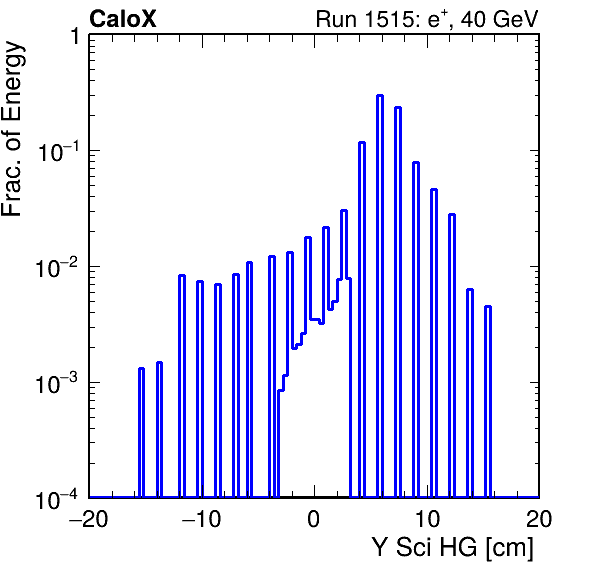 CaloX Run 1515: e⁺, 40 GeV
Frac. of Energy
1
10⁻¹
10⁻²
10⁻³
10⁻⁴
−20 −10 0 10 20
Y Sci HG [cm]